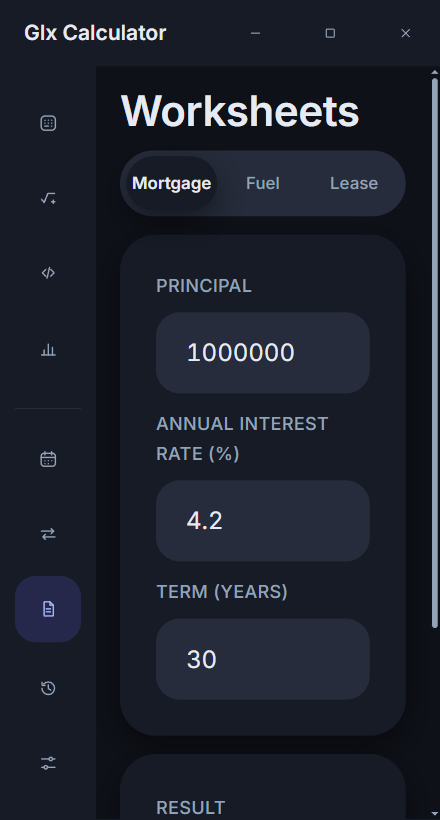 Glx Calculator
Worksheets
Mortgage Fuel Lease
PRINCIPAL
1000000
ANNUAL INTEREST
RATE (%)
4.2
TERM (YEARS)
30
RESULT